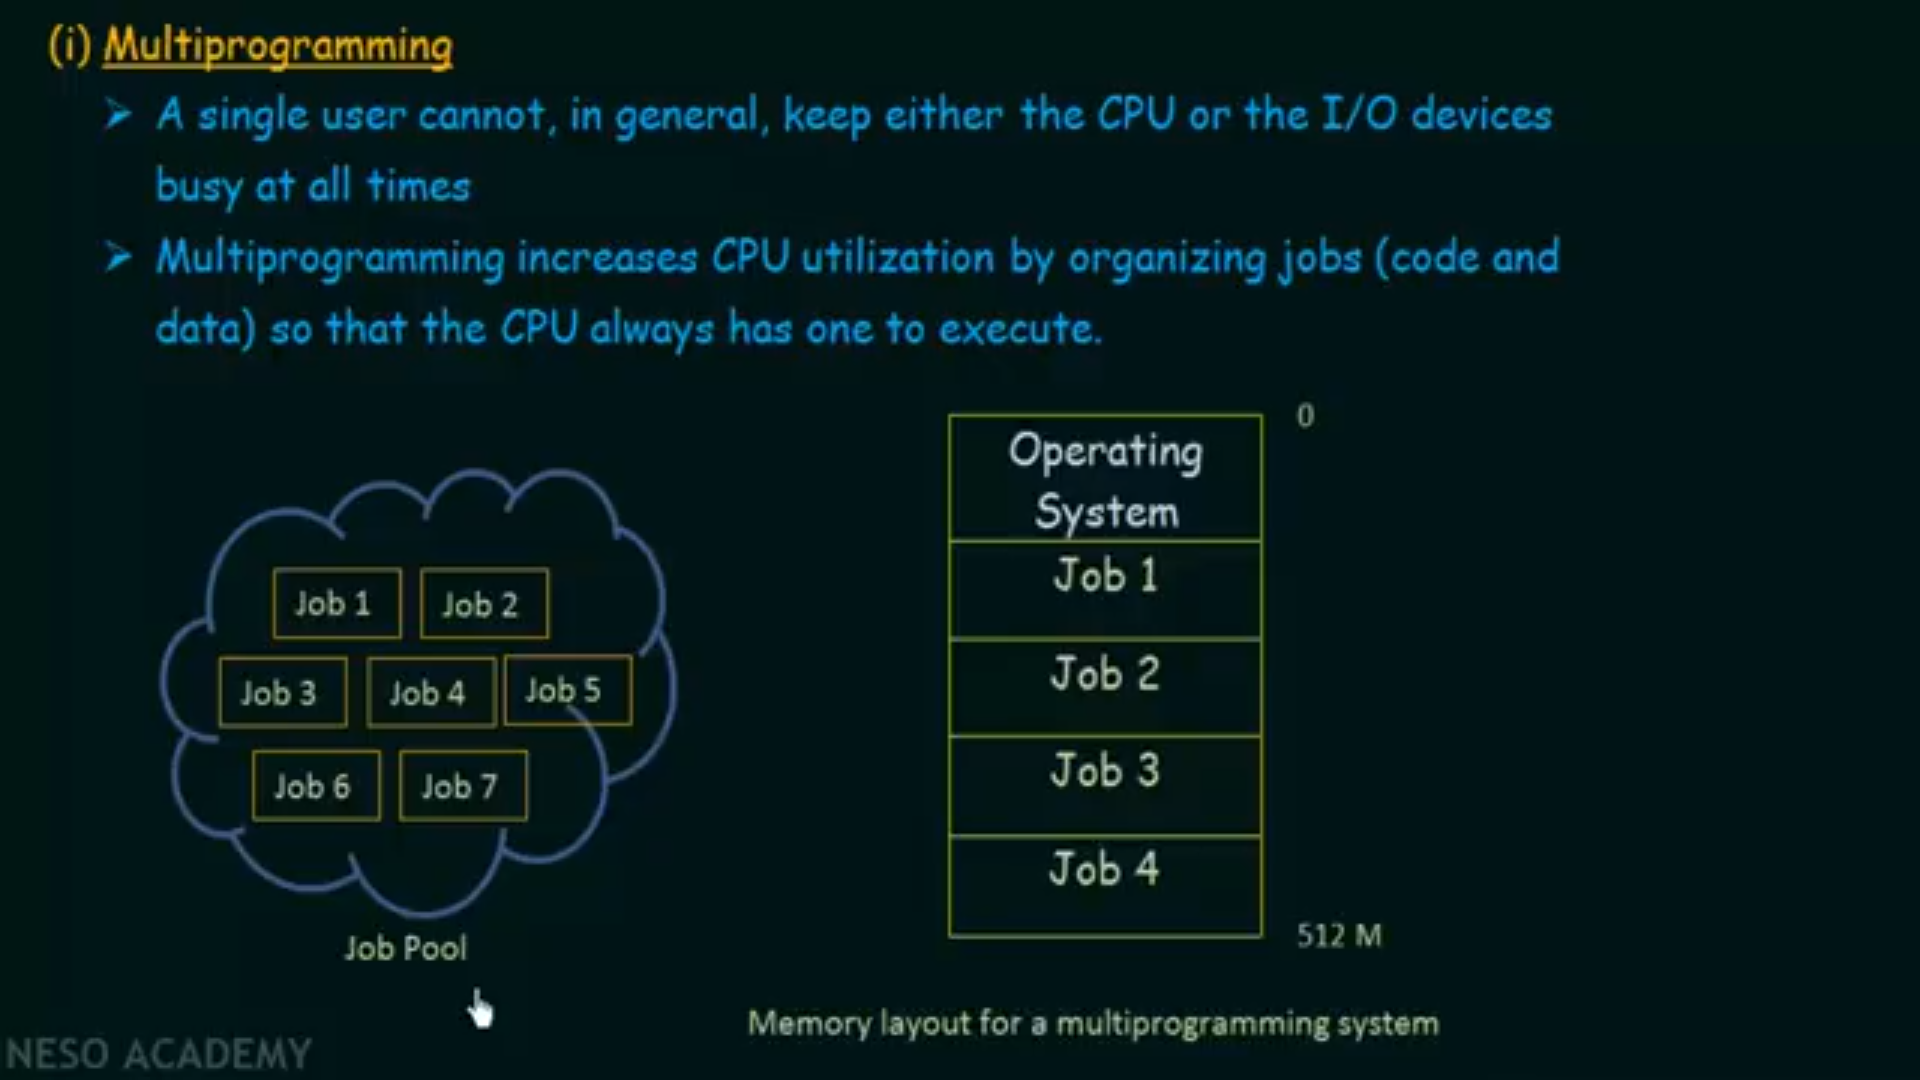 (i) Multiprogramming
➢ A single user cannot, in general, keep either the CPU or the I/O devices
busy at all times
➢ Multiprogramming increases CPU utilization by organizing jobs (code and
data) so that the CPU always has one to execute.
0
Operating
System
Job 1
Job 2
Job 3
Job 4
512 M
Memory layout for a multiprogramming system
Job 1 Job 2
Job 3 Job 4 Job 5
Job 6 Job 7
Job Pool
NESO ACADEMY